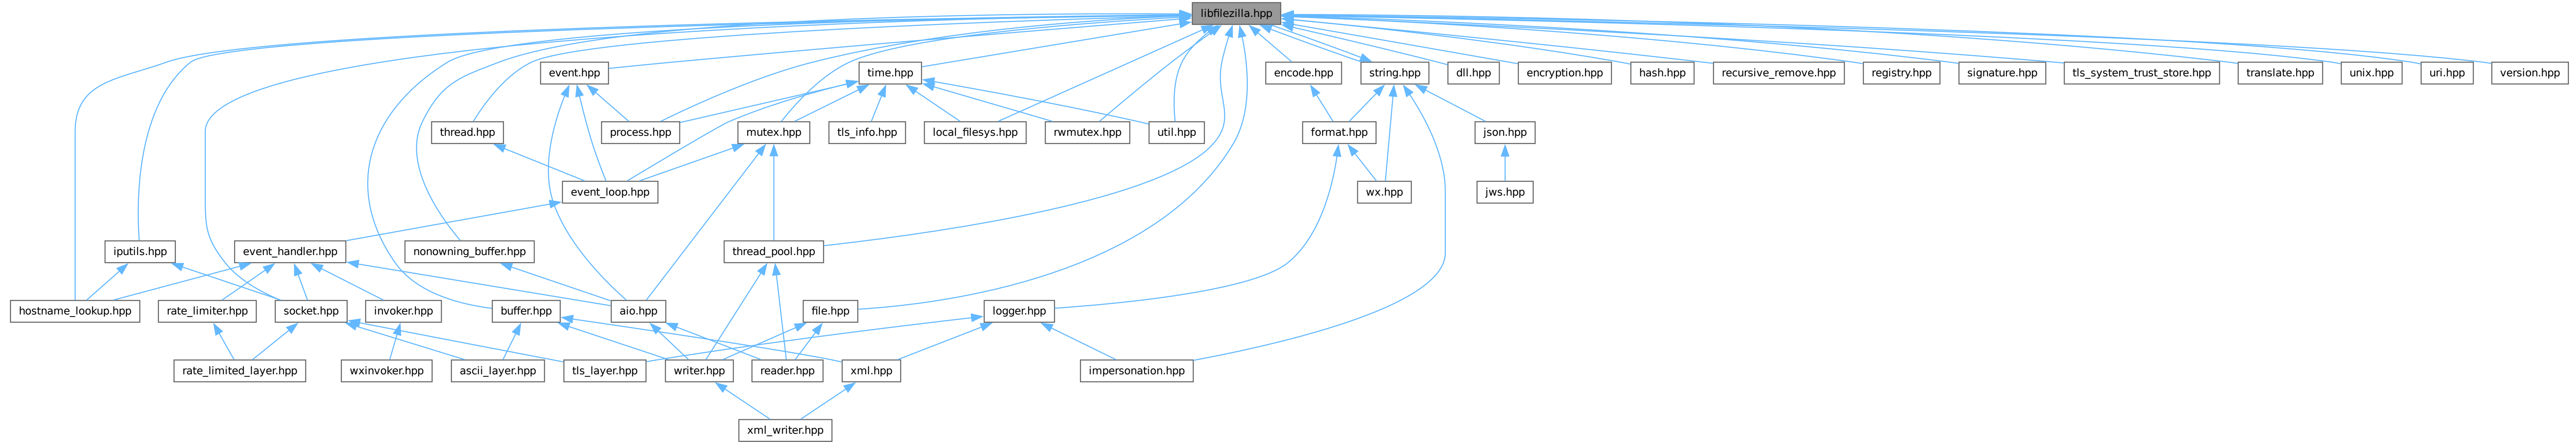 libfilezilla.hpp
event.hpp
time.hpp
encode.hpp
string.hpp
dll.hpp
encryption.hpp
hash.hpp
recursive_remove.hpp
registry.hpp
signature.hpp
tls_system_trust_store.hpp
translate.hpp
unix.hpp
uri.hpp
version.hpp
thread.hpp
process.hpp
mutex.hpp
tls_info.hpp
local_filesys.hpp
rwmutex.hpp
util.hpp
format.hpp
json.hpp
event_loop.hpp
wx.hpp
jws.hpp
iputils.hpp
event_handler.hpp
nonowning_buffer.hpp
thread_pool.hpp
hostname_lookup.hpp
rate_limiter.hpp
socket.hpp
invoker.hpp
buffer.hpp
aio.hpp
file.hpp
logger.hpp
rate_limited_layer.hpp
wxinvoker.hpp
ascii_layer.hpp
tls_layer.hpp
writer.hpp
reader.hpp
xml.hpp
impersonation.hpp
xml_writer.hpp